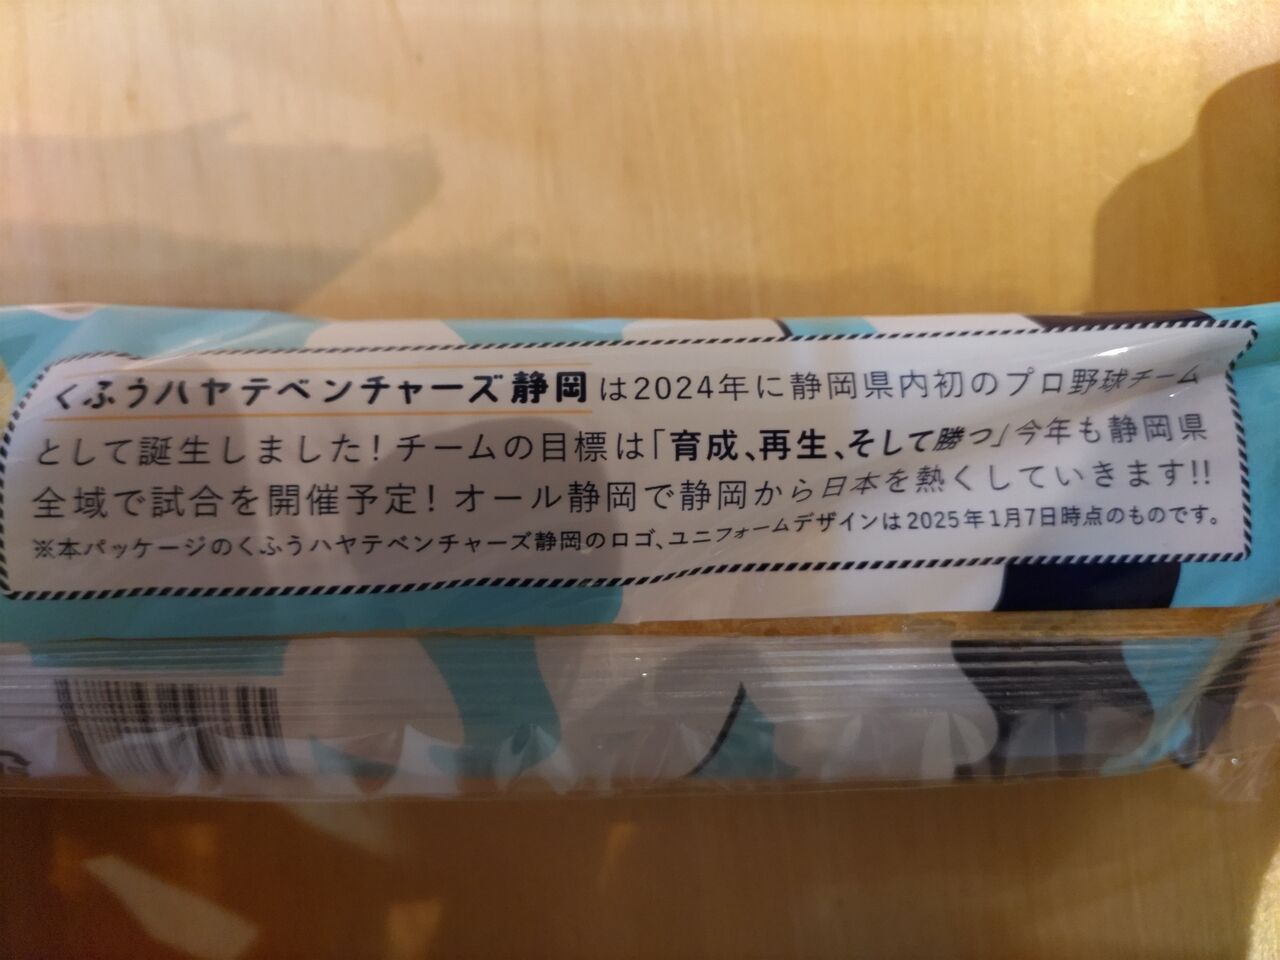 くふうハヤテベンチャーズ静岡は2024年に静岡県内初のプロ野球チーム
として誕生しました！チームの目標は「育成、再生、そして勝つ」今年も静岡県
全域で試合を開催予定！オール静岡で静岡から日本を熱くしていきます!!
※本パッケージのくふうハヤテベンチャーズ静岡のロゴ、ユニフォームデザインは2025年1月7日時点のものです。